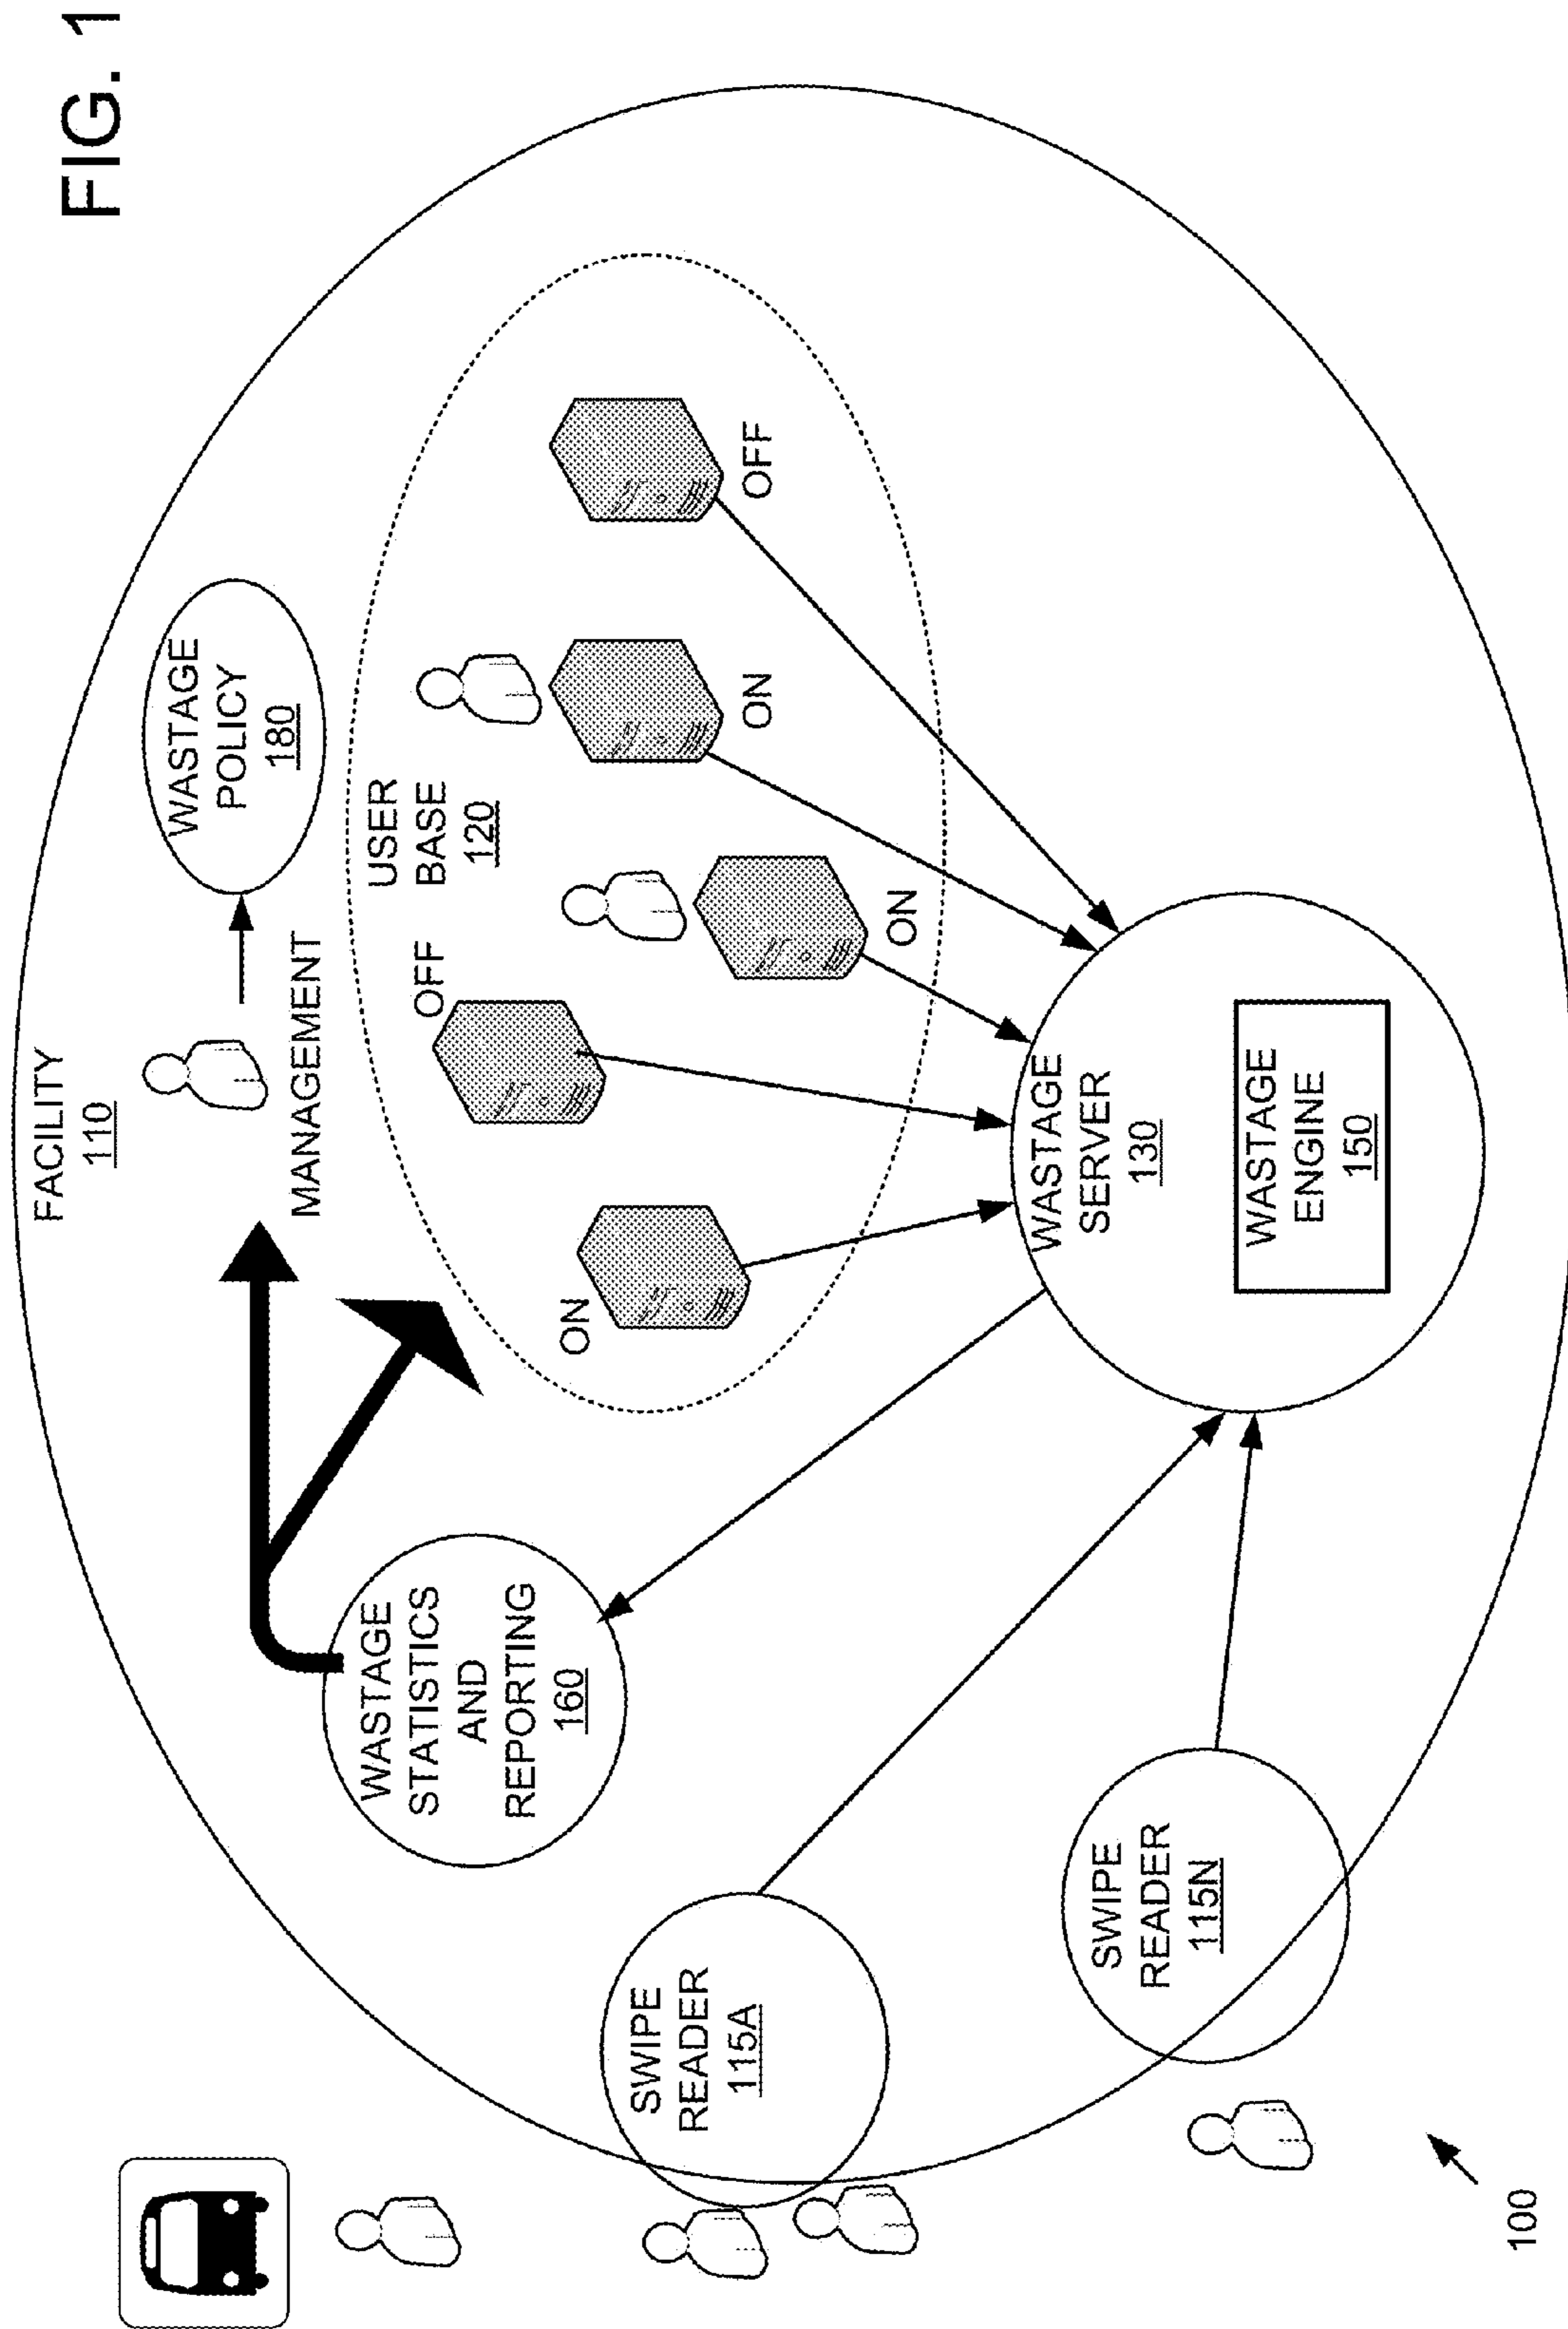 FIG. 1
FACILITY
110
MANAGEMENT
WASTAGE
POLICY
180
USER
BASE
120
WASTAGE
STATISTICS
AND
REPORTING
160
ON
OFF
ON
ON
OFF
SWIPE
READER
115A
SWIPE
READER
115N
WASTAGE
SERVER
130
WASTAGE
ENGINE
150
100